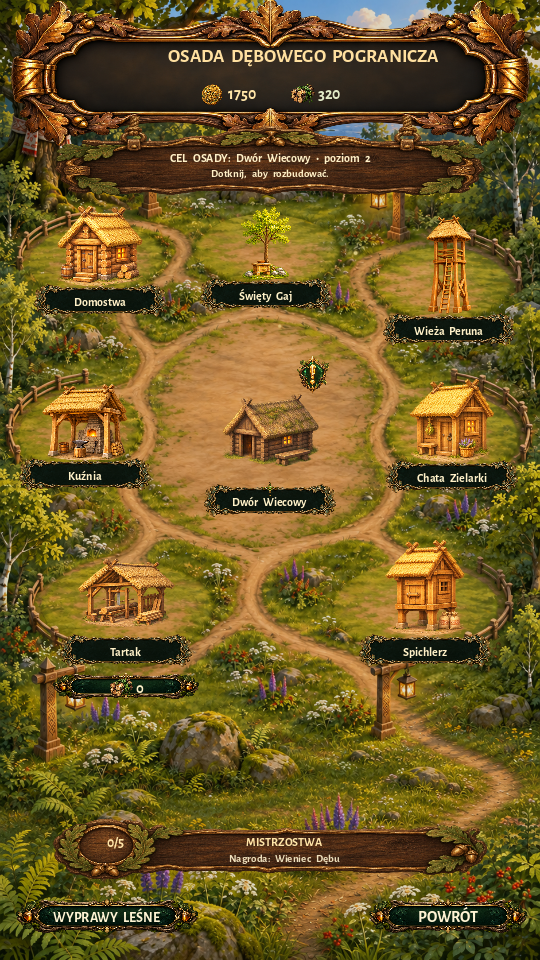 OSADA DĘBOWEGO POGRANICZA
1750 320
CEL OSADY: Dwór Wiecowy · poziom 2
Dotknij, aby rozbudować.
Domostwa
Święty Gaj
Wieża Peruna
!
Kuźnia
Chata Zielarki
Dwór Wiecowy
Tartak
Spichlerz
0
0/5
MISTRZOSTWA
Nagroda: Wieniec Dębu
WYPRAWY LEŚNE
POWRÓT